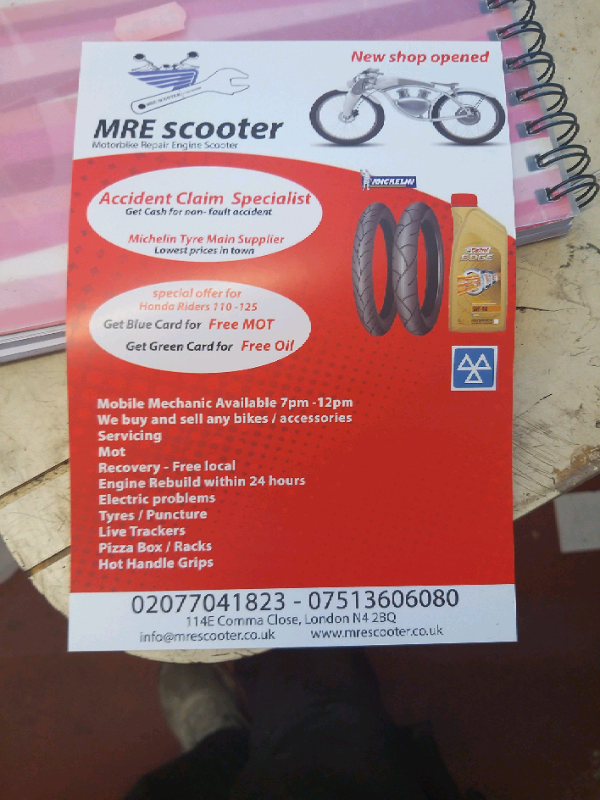 New shop opened
MRE scooter
Motorbike Repair Engine Scooter
MICHELIN
Accident Claim Specialist
Get Cash for non- fault accident
Michelin Tyre Main Supplier
Lowest prices in town
Castrol
EDGE
special offer for
Honda Riders 110 -125
Get Blue Card for Free MOT
Get Green Card for Free Oil
Mobile Mechanic Available 7pm -12pm
We buy and sell any bikes / accessories
Servicing
Mot
Recovery - Free local
Engine Rebuild within 24 hours
Electric problems
Tyres / Puncture
Live Trackers
Pizza Box / Racks
Hot Handle Grips
02077041823 - 07513606080
114E Comma Close, London N4 2BQ
info@mrescooter.co.uk www.mrescooter.co.uk